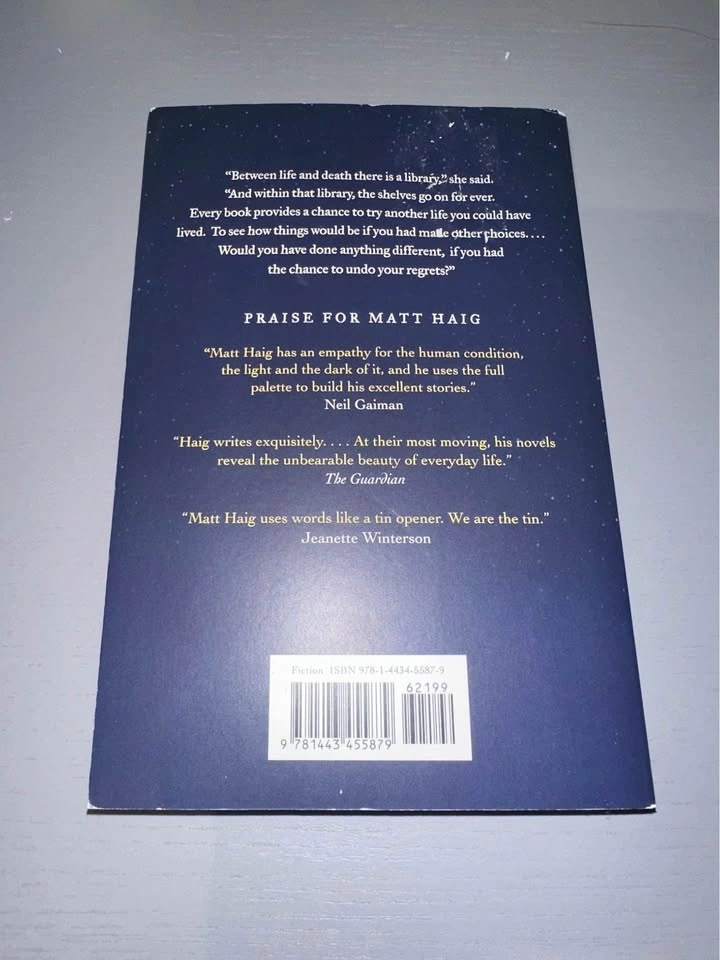 “Between life and death there is a library,” she said.
“And within that library, the shelves go on for ever.
Every book provides a chance to try another life you could have
lived. To see how things would be if you had made other choices. . . .
Would you have done anything different, if you had
the chance to undo your regrets?”
PRAISE FOR MATT HAIG
“Matt Haig has an empathy for the human condition,
the light and the dark of it, and he uses the full
palette to build his excellent stories.”
Neil Gaiman
“Haig writes exquisitely. . . . At their most moving, his novels
reveal the unbearable beauty of everyday life.”
The Guardian
“Matt Haig uses words like a tin opener. We are the tin.”
Jeanette Winterson
Fiction ISBN 978-1-4434-5587-9
62199
9 781443 455879